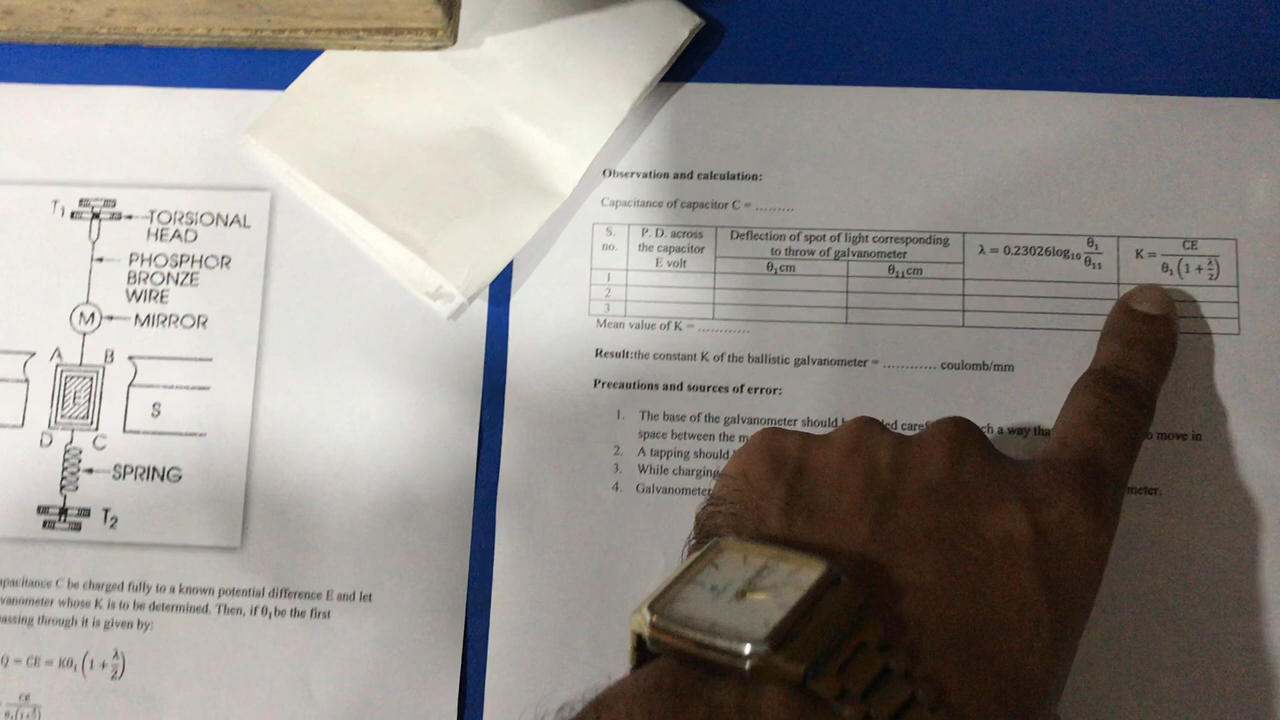 T1
TORSIONAL
HEAD
PHOSPHOR
BRONZE
WIRE
M
MIRROR
A B
S
D C
SPRING
T2
capacitance C be charged fully to a known potential difference E and let
galvanometer whose K is to be determined. Then, if θ₁ be the first
passing through it is given by:
Q = CE = Kθ₁ (1 + λ/2)
Observation and calculation:
Capacitance of capacitor C = .........
S. no. P. D. across the capacitor E volt Deflection of spot of light corresponding to throw of galvanometer λ = 0.23026log₁₀ θ₁/θ₁₁ K = CE/θ₁(1 + λ/2)
θ₁cm θ₁₁cm
1
2
3
Mean value of K = ............
Result:the constant K of the ballistic galvanometer = ............ coulomb/mm
Precautions and sources of error:
1. The base of the galvanometer should a way move in
space between the
2. A tapping should
3. While charging
4. Galvanometer meter.